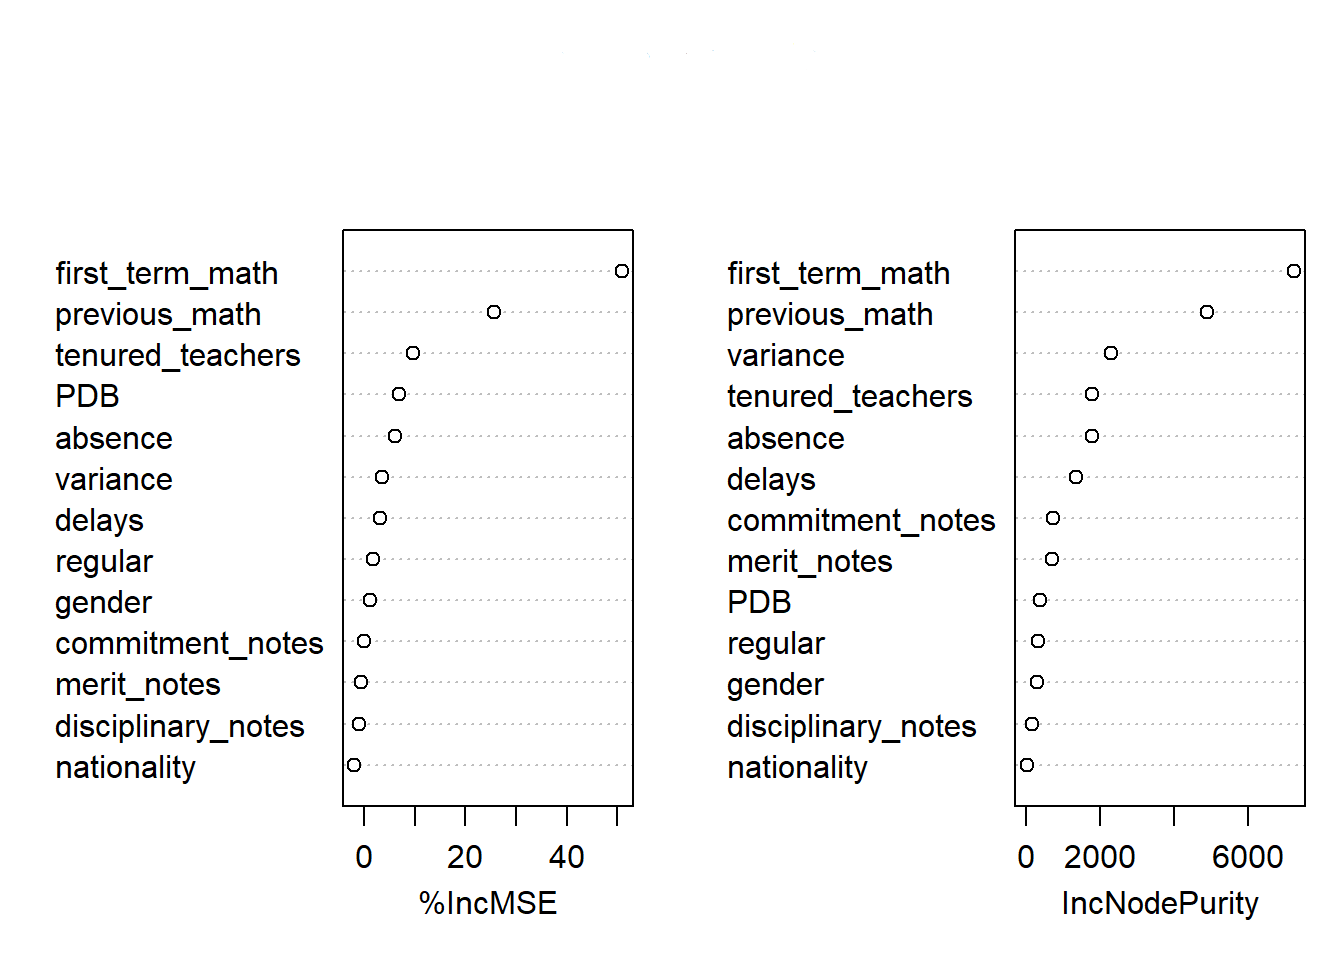 first_term_math
previous_math
tenured_teachers
PDB
absence
variance
delays
regular
gender
commitment_notes
merit_notes
disciplinary_notes
nationality
0 20 40
%IncMSE
first_term_math
previous_math
variance
tenured_teachers
absence
delays
commitment_notes
merit_notes
PDB
regular
gender
disciplinary_notes
nationality
0 2000 6000
IncNodePurity